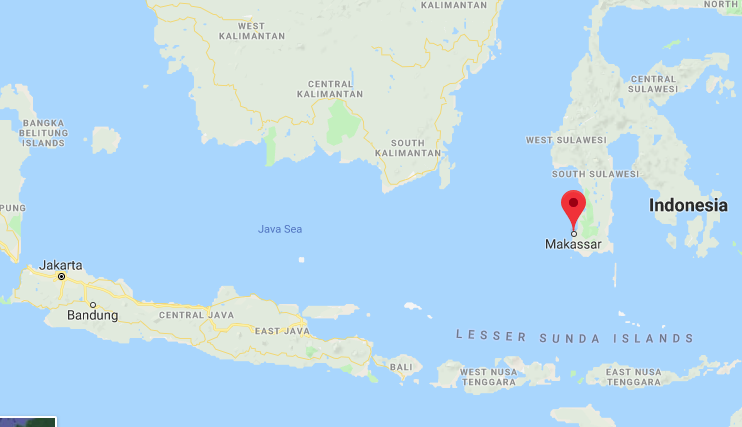 KALIMANTAN
NORTH
WEST
KALIMANTAN
CENTRAL
KALIMANTAN
CENTRAL
SULAWESI
BANGKA
BELITUNG
ISLANDS
SOUTH
KALIMANTAN
WEST SULAWESI
SOUTH SULAWESI
PUNG
Indonesia
Java Sea
Makassar
Jakarta
Bandung
CENTRAL JAVA
EAST JAVA
LESSER SUNDA ISLANDS
BALI
WEST NUSA
TENGGARA
EAST NUSA
TENGGARA